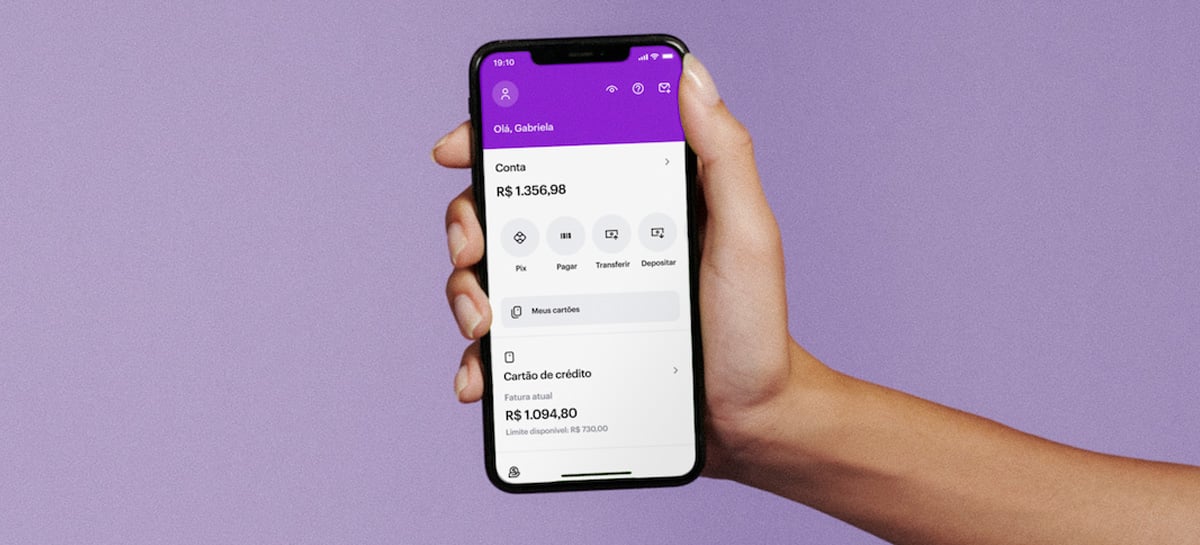 19:10
Olá, Gabriela
Conta
R$ 1.356,98
Pix
Pagar
Transferir
Depositar
Meus cartões
Cartão de crédito
Fatura atual
R$ 1.094,80
Limite disponível: R$ 730,00